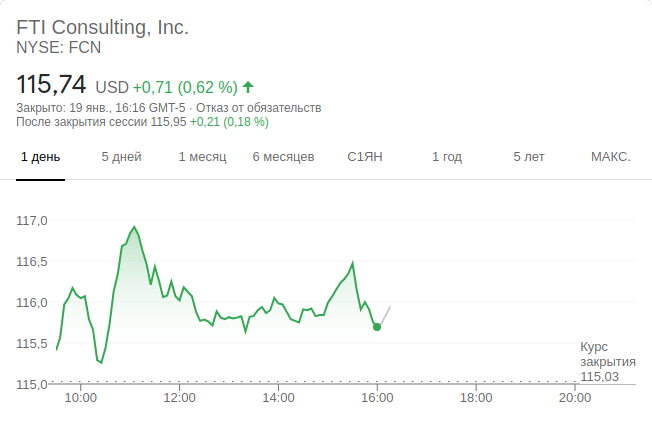 FTI Consulting, Inc.
NYSE: FCN
115,74 USD +0,71 (0,62 %)
Закрыто: 19 янв., 16:16 GMT-5 · Отказ от обязательств
После закрытия сессии 115,95 +0,21 (0,18 %)
1 день 5 дней 1 месяц 6 месяцев С1ЯН 1 год 5 лет МАКС.
117,0
116,5
116,0
115,5
115,0
Курс
закрытия
115,03
10:00 12:00 14:00 16:00 18:00 20:00